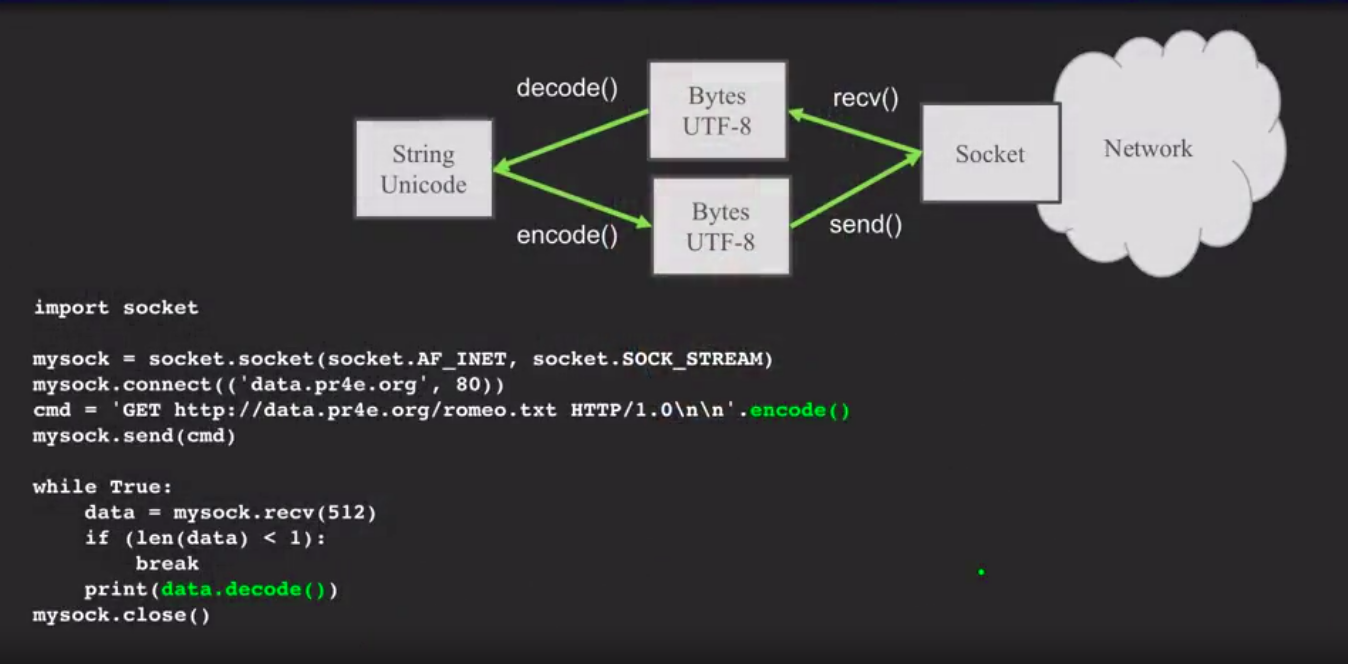 decode()
Bytes
UTF-8
recv()
String
Unicode
Socket
Network
encode()
Bytes
UTF-8
send()
import socket
mysock = socket.socket(socket.AF_INET, socket.SOCK_STREAM)
mysock.connect(('data.pr4e.org', 80))
cmd = 'GET http://data.pr4e.org/romeo.txt HTTP/1.0\n\n'.encode()
mysock.send(cmd)
while True:
    data = mysock.recv(512)
    if (len(data) < 1):
        break
    print(data.decode())
mysock.close()